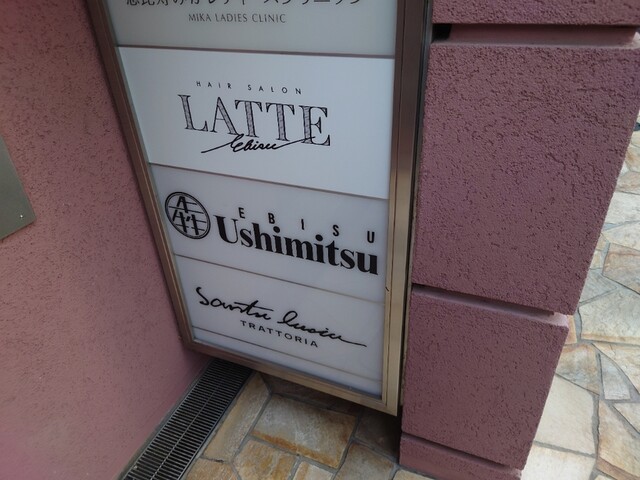 MIKA LADIES CLINIC
HAIR SALON
LATTE
Ebisu
EBISU
Ushimitsu
TRATTORIA